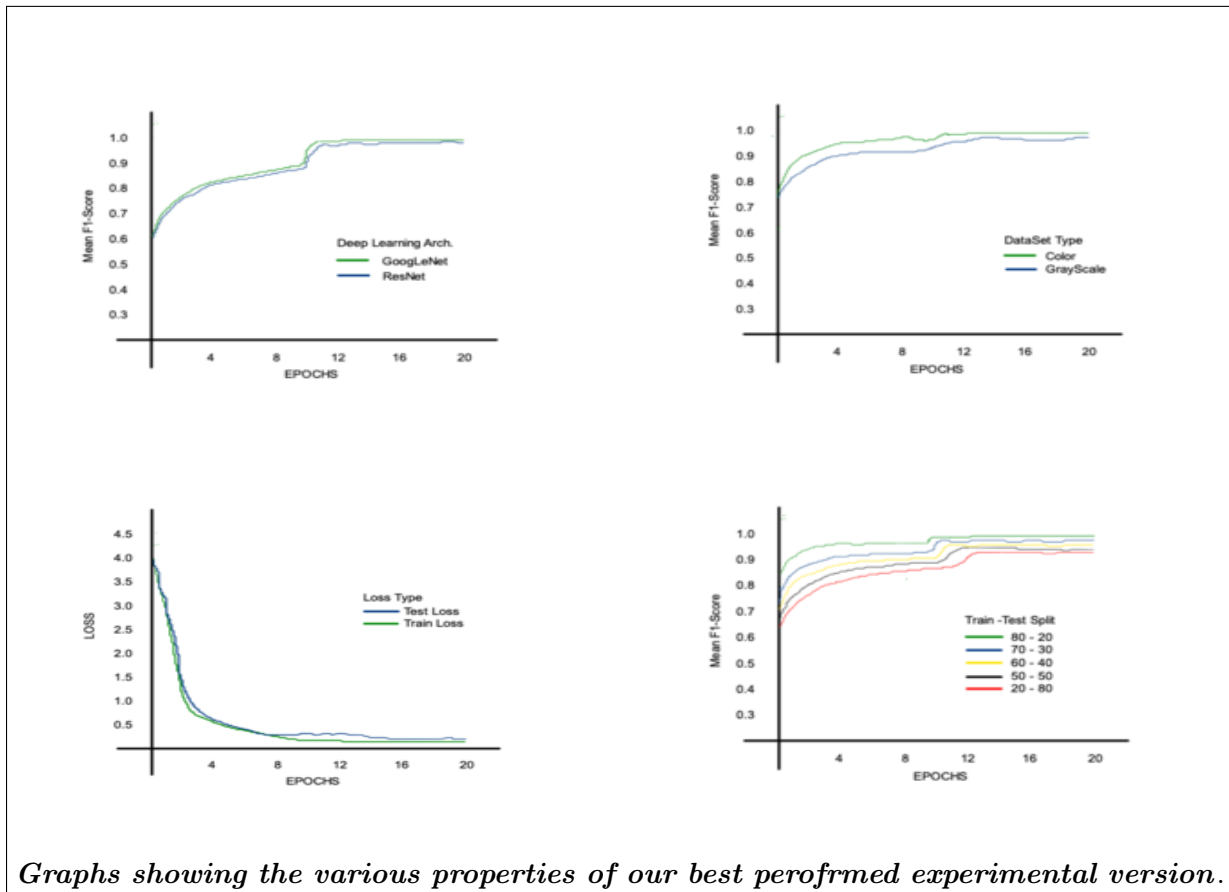 1.0
0.9
0.8
0.7
0.6
0.5
0.4
0.3
Mean F1-Score
Deep Learning Arch.
GoogLeNet
ResNet
4 8 12 16 20
EPOCHS
1.0
0.9
0.8
0.7
0.6
0.5
0.4
0.3
Mean F1-Score
DataSet Type
Color
GrayScale
4 8 12 16 20
EPOCHS
4.5
4.0
3.5
3.0
2.5
2.0
1.0
0.5
LOSS
Loss Type
Test Loss
Train Loss
4 8 12 16 20
EPOCHS
1.0
0.9
0.8
0.7
0.6
0.5
0.4
0.3
Mean F1-Score
Train -Test Split
80 - 20
70 - 30
60 - 40
50 - 50
20 - 80
4 8 12 16 20
EPOCHS
Graphs showing the various properties of our best perofrmed experimental version.